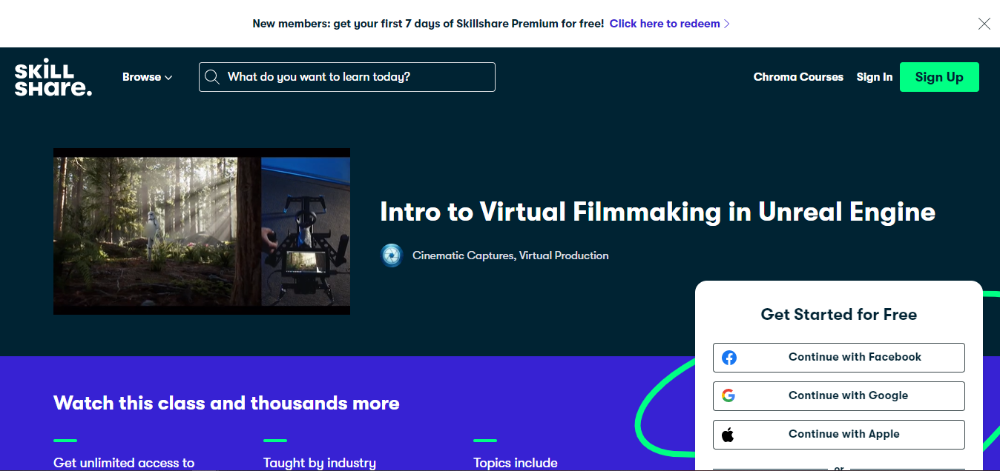 New members: get your first 7 days of Skillshare Premium for free! Click here to redeem
SKILL
SHare.
Browse
What do you want to learn today?
Chroma Courses
Sign In
Sign Up
Intro to Virtual Filmmaking in Unreal Engine
Cinematic Captures, Virtual Production
Get Started for Free
Continue with Facebook
Continue with Google
Continue with Apple
or
Watch this class and thousands more
Get unlimited access to
Taught by industry
Topics include